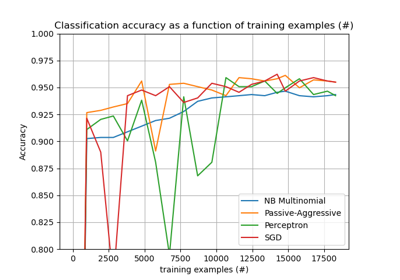 Classification accuracy as a function of training examples (#)
1.000
0.975
0.950
0.925
0.900
0.875
0.850
0.825
0.800
Accuracy
NB Multinomial
Passive-Aggressive
Perceptron
SGD
0 2500 5000 7500 10000 12500 15000 17500
training examples (#)